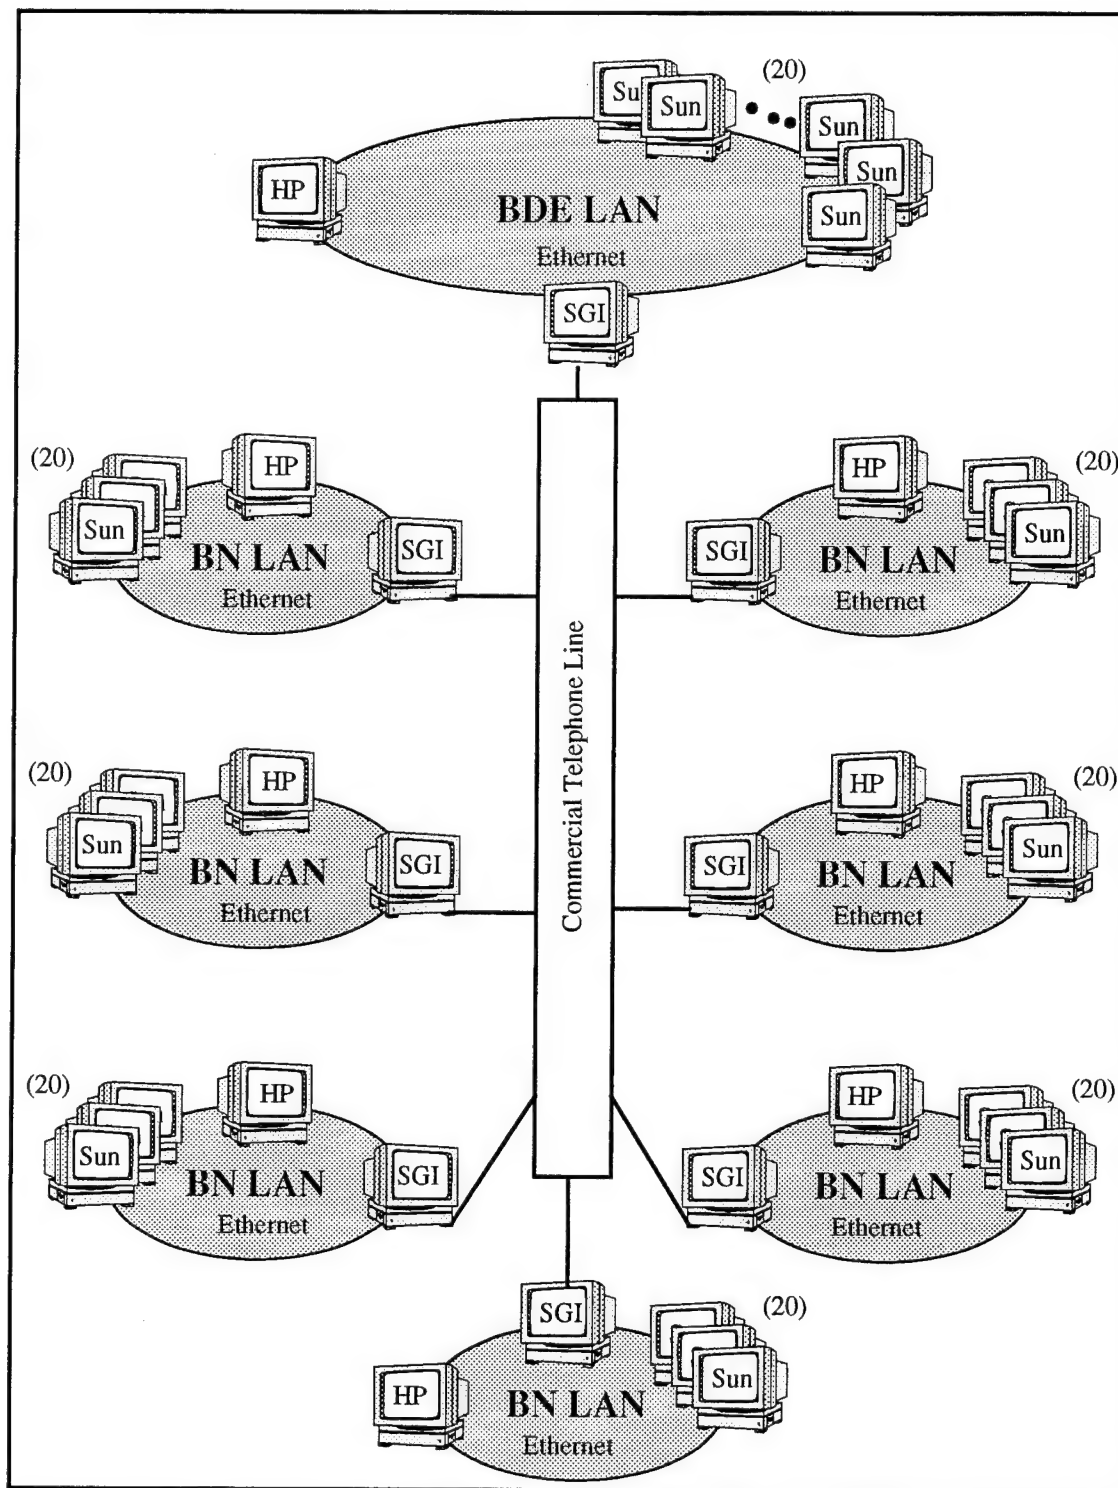 (20)
Su
Sun
Sun
Sun
Sun
HP
BDE LAN
Ethernet
SGI
(20)
HP
Sun
SGI
BN LAN
Ethernet
HP
(20)
SGI
Sun
BN LAN
Ethernet
Commercial Telephone Line
(20)
HP
Sun
SGI
BN LAN
Ethernet
HP
(20)
SGI
Sun
BN LAN
Ethernet
(20)
HP
Sun
SGI
BN LAN
Ethernet
HP
(20)
SGI
Sun
BN LAN
Ethernet
SGI
(20)
HP
Sun
BN LAN
Ethernet